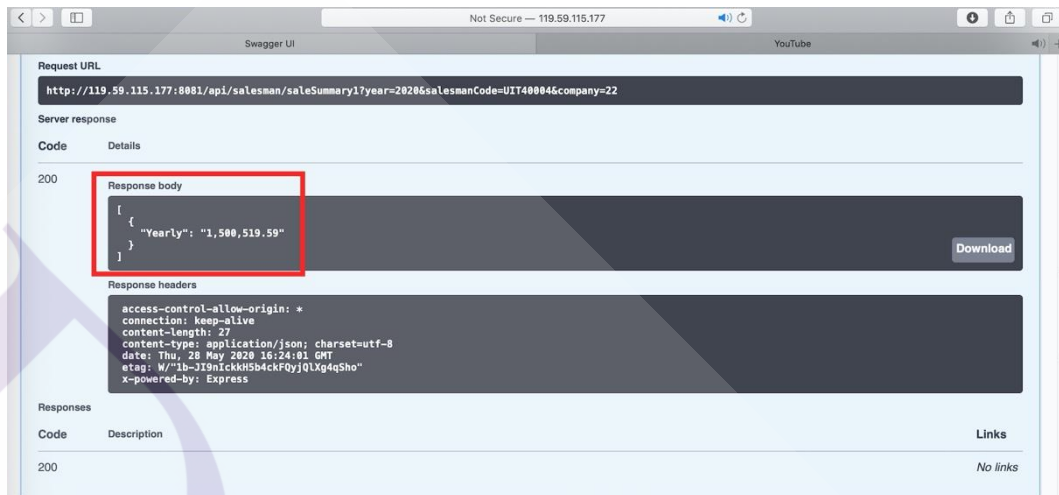 Not Secure — 119.59.115.177
Swagger UI
YouTube
Request URL
http://119.59.115.177:8081/api/salesman/saleSummary1?year=2020&salesmanCode=UIT40004&company=22
Server response
Code Details
200
Response body
[
{
"Yearly": "1,500,519.59"
}
]
Download
Response headers
access-control-allow-origin: *
connection: keep-alive
content-length: 27
content-type: application/json; charset=utf-8
date: Thu, 28 May 2020 16:24:01 GMT
etag: W/"1b-JI9nIckkH5b4ckFQyjQlXg4qSho"
x-powered-by: Express
Responses
Code Description Links
200 No links